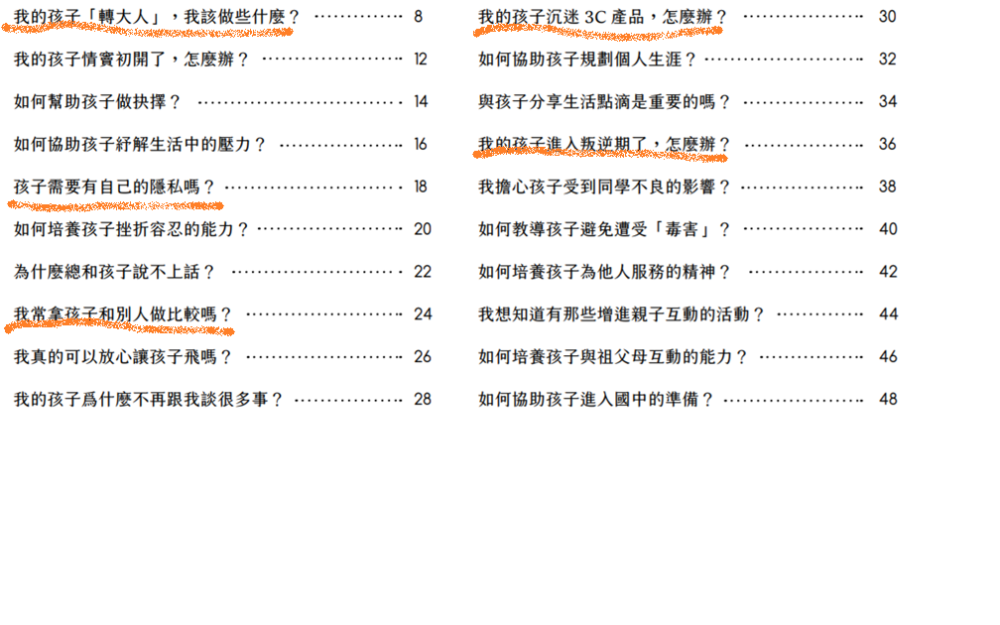 我的孩子「轉大人」，我該做些什麼？ ………… 8
我的孩子情竇初開了，怎麼辦？ ………… 12
如何幫助孩子做抉擇？ ………… 14
如何協助孩子紓解生活中的壓力？ ………… 16
孩子需要有自己的隱私嗎？ ………… 18
如何培養孩子挫折容忍的能力？ ………… 20
為什麼總和孩子說不上話？ ………… 22
我常拿孩子和別人做比較嗎？ ………… 24
我真的可以放心讓孩子飛嗎？ ………… 26
我的孩子爲什麼不再跟我談很多事？ ………… 28
我的孩子沉迷 3C 產品，怎麼辦？ ………… 30
如何協助孩子規劃個人生涯？ ………… 32
與孩子分享生活點滴是重要的嗎？ ………… 34
我的孩子進入叛逆期了，怎麼辦？ ………… 36
我擔心孩子受到同學不良的影響？ ………… 38
如何教導孩子避免遭受「毒害」？ ………… 40
如何培養孩子為他人服務的精神？ ………… 42
我想知道有那些增進親子互動的活動？ ………… 44
如何培養孩子與祖父母互動的能力？ ………… 46
如何協助孩子進入國中的準備？ ………… 48